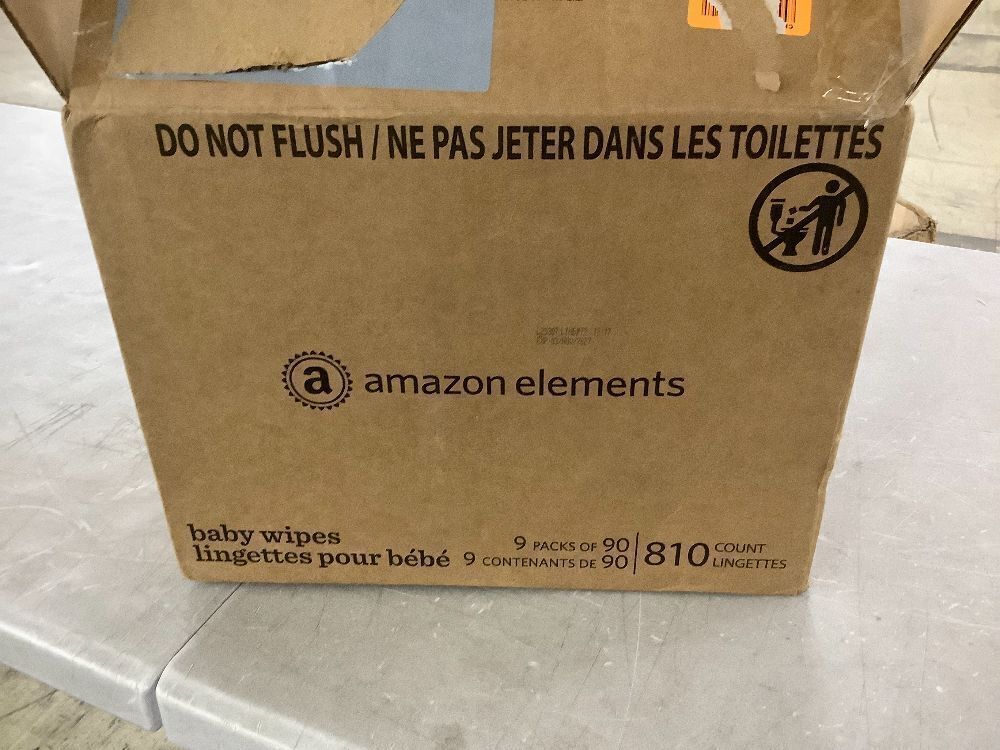 DO NOT FLUSH / NE PAS JETER DANS LES TOILETTES
a amazon elements
baby wipes
lingettes pour bébé
9 PACKS OF 90
9 CONTENANTS DE 90
810 COUNT
LINGETTES